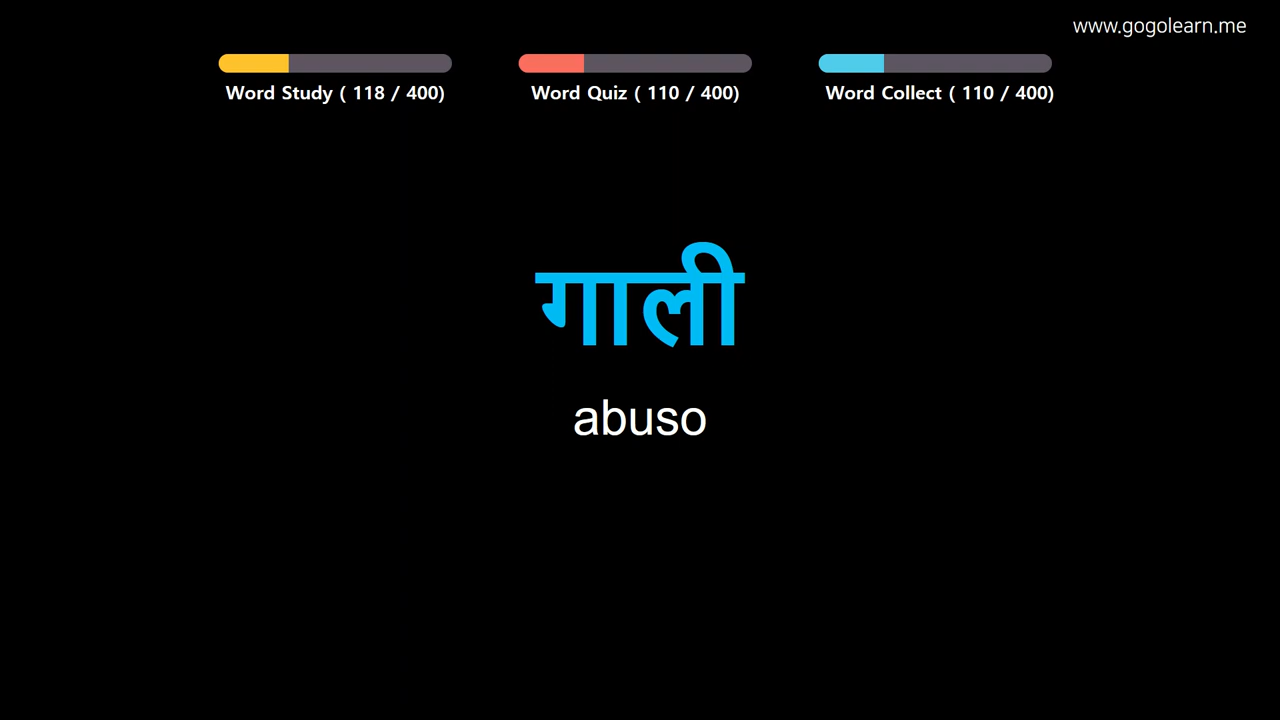 www.gogolearn.me
Word Study ( 118 / 400)
Word Quiz ( 110 / 400)
Word Collect ( 110 / 400)
गाली
abuso